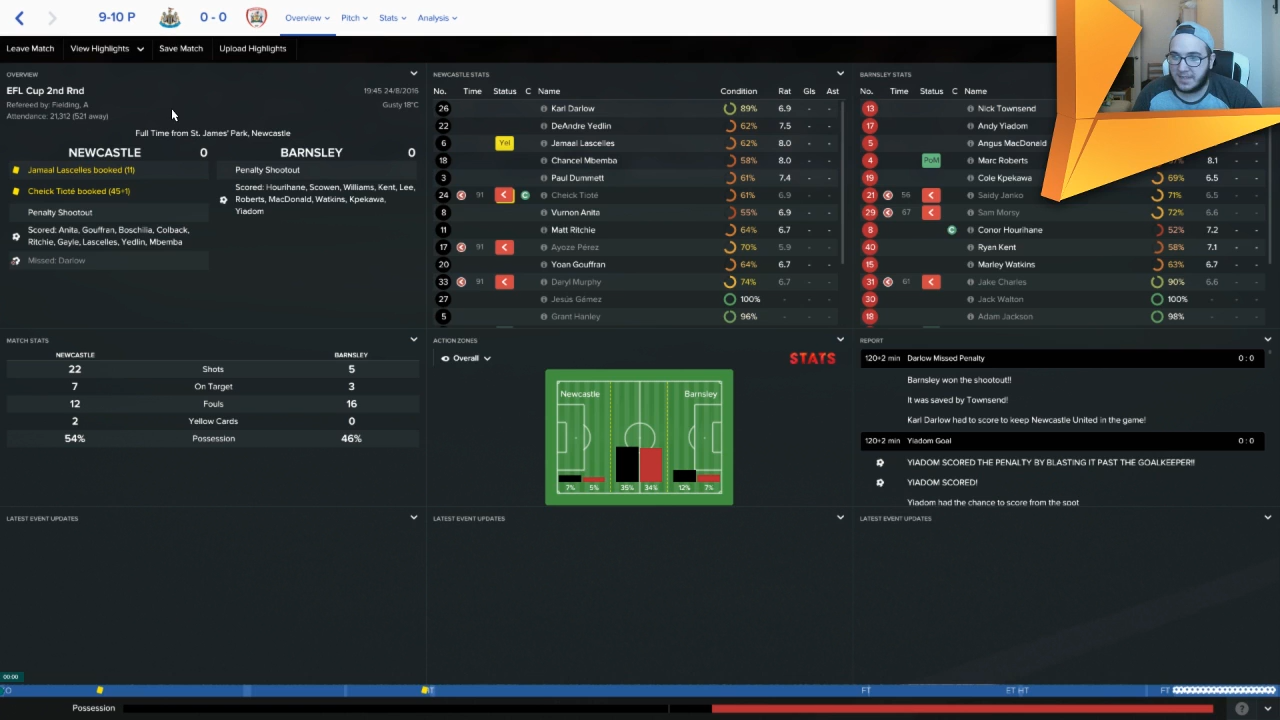 9-10 P 0 - 0 Overview Pitch Stats Analysis
Leave Match View Highlights Save Match Upload Highlights
OVERVIEW
EFL Cup 2nd Rnd 19:45 24/8/2016
Refereed by: Fielding, A Gusty 18°C
Attendance: 21,312 (521 away)
Full Time from St. James' Park, Newcastle
NEWCASTLE 0 BARNSLEY 0
Jamaal Lascelles booked (11)
Cheick Tioté booked (45+1)
Penalty Shootout
Scored: Anita, Gouffran, Boschilia, Colback,
Ritchie, Gayle, Lascelles, Yedlin, Mbemba
Missed: Darlow
Penalty Shootout
Scored: Hourihane, Scowen, Williams, Kent, Lee,
Roberts, MacDonald, Watkins, Kpekawa,
Yiadom
NEWCASTLE STATS
No. Time Status C Name Condition Rat Gls Ast
26 Karl Darlow 89% 6.9 - -
22 DeAndre Yedlin 62% 7.5 - -
6 Yel Jamaal Lascelles 62% 8.0 - -
18 Chancel Mbemba 58% 8.0 - -
3 Paul Dummett 61% 7.4 - -
24 91 C Cheick Tioté 61% 6.9 - -
8 Vurnon Anita 55% 6.9 - -
11 Matt Ritchie 64% 6.7 - -
17 91 Ayoze Pérez 70% 5.9 - -
20 Yoan Gouffran 64% 6.7 - -
33 91 Daryl Murphy 74% 6.7 - -
27 Jesús Gámez 100% - - -
5 Grant Hanley 96% - - -
BARNSLEY STATS
No. Time Status C Name
13 Nick Townsend
17 Andy Yiadom
5 Angus MacDonald
4 PoM Marc Roberts 8.1 - -
19 Cole Kpekawa 69% 6.5 - -
21 56 Saidy Janko 71% 6.5 - -
29 67 Sam Morsy 72% 6.6 - -
8 C Conor Hourihane 52% 7.2 - -
40 Ryan Kent 58% 7.1 - -
15 Marley Watkins 63% 6.7 - -
31 61 Jake Charles 90% 6.6 - -
30 Jack Walton 100% - - -
18 Adam Jackson 98% - - -
MATCH STATS
NEWCASTLE BARNSLEY
22 Shots 5
7 On Target 3
12 Fouls 16
2 Yellow Cards 0
54% Possession 46%
ACTION ZONES
Overall STATS
Newcastle Barnsley
7% 5% 35% 34% 12% 7%
REPORT
120+2 min Darlow Missed Penalty 0 : 0
Barnsley won the shootout!!
It was saved by Townsend!
Karl Darlow had to score to keep Newcastle United in the game!
120+2 min Yiadom Goal 0 : 0
YIADOM SCORED THE PENALTY BY BLASTING IT PAST THE GOALKEEPER!!
YIADOM SCORED!
Yiadom had the chance to score from the spot
LATEST EVENT UPDATES LATEST EVENT UPDATES LATEST EVENT UPDATES
00:00
KO HT FT ET HT FT
Possession ?